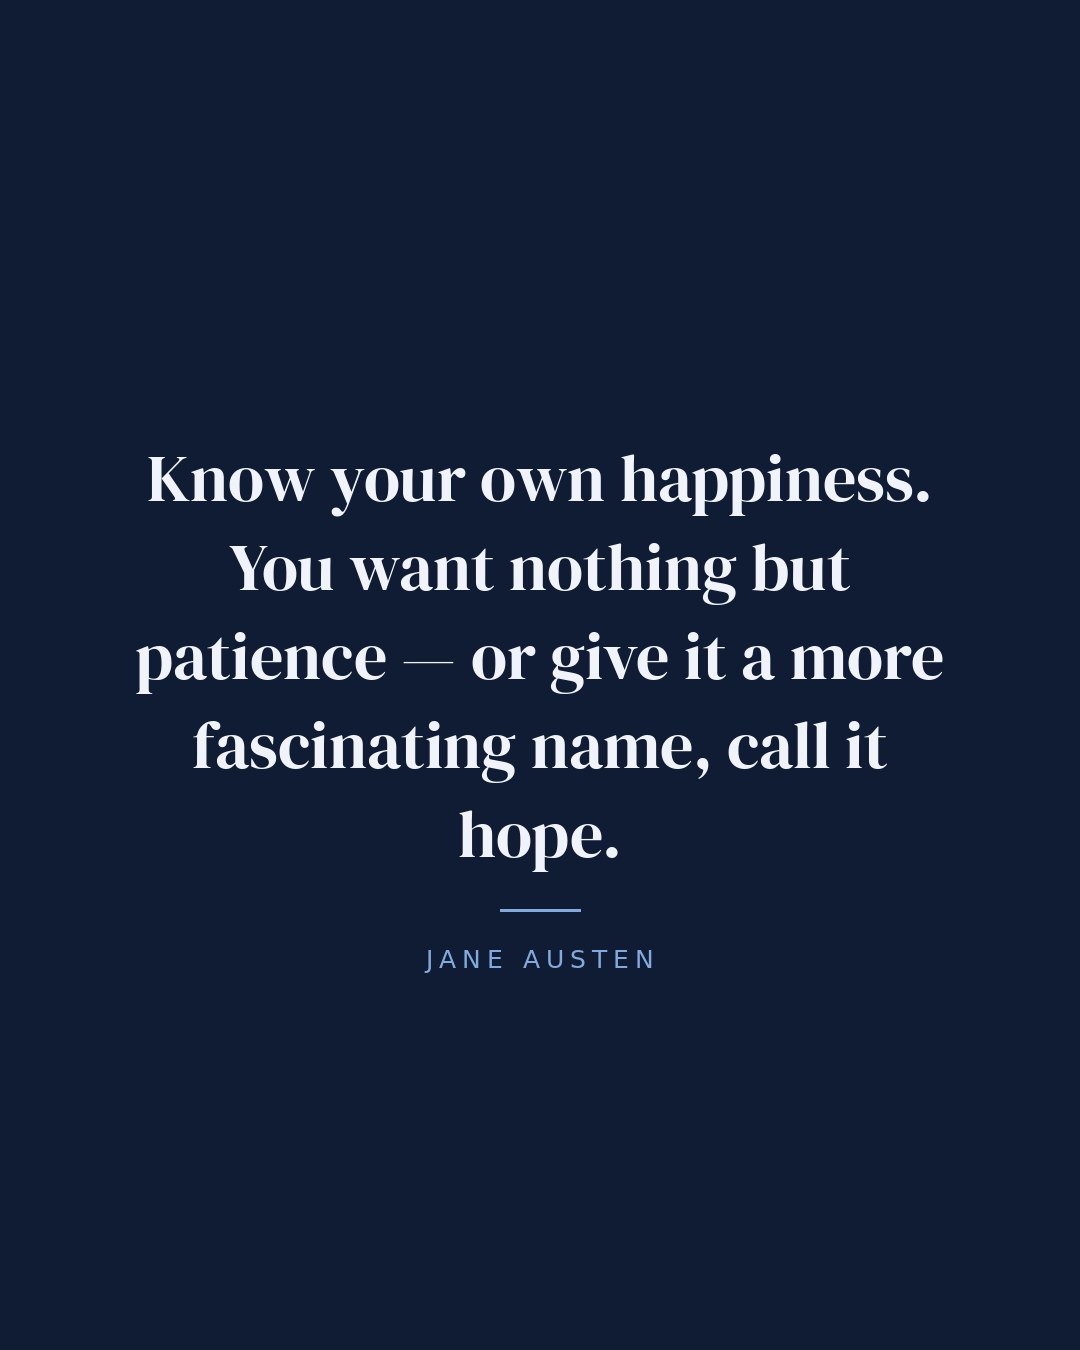 Know your own happiness.
You want nothing but
patience — or give it a more
fascinating name, call it
hope.
JANE AUSTEN